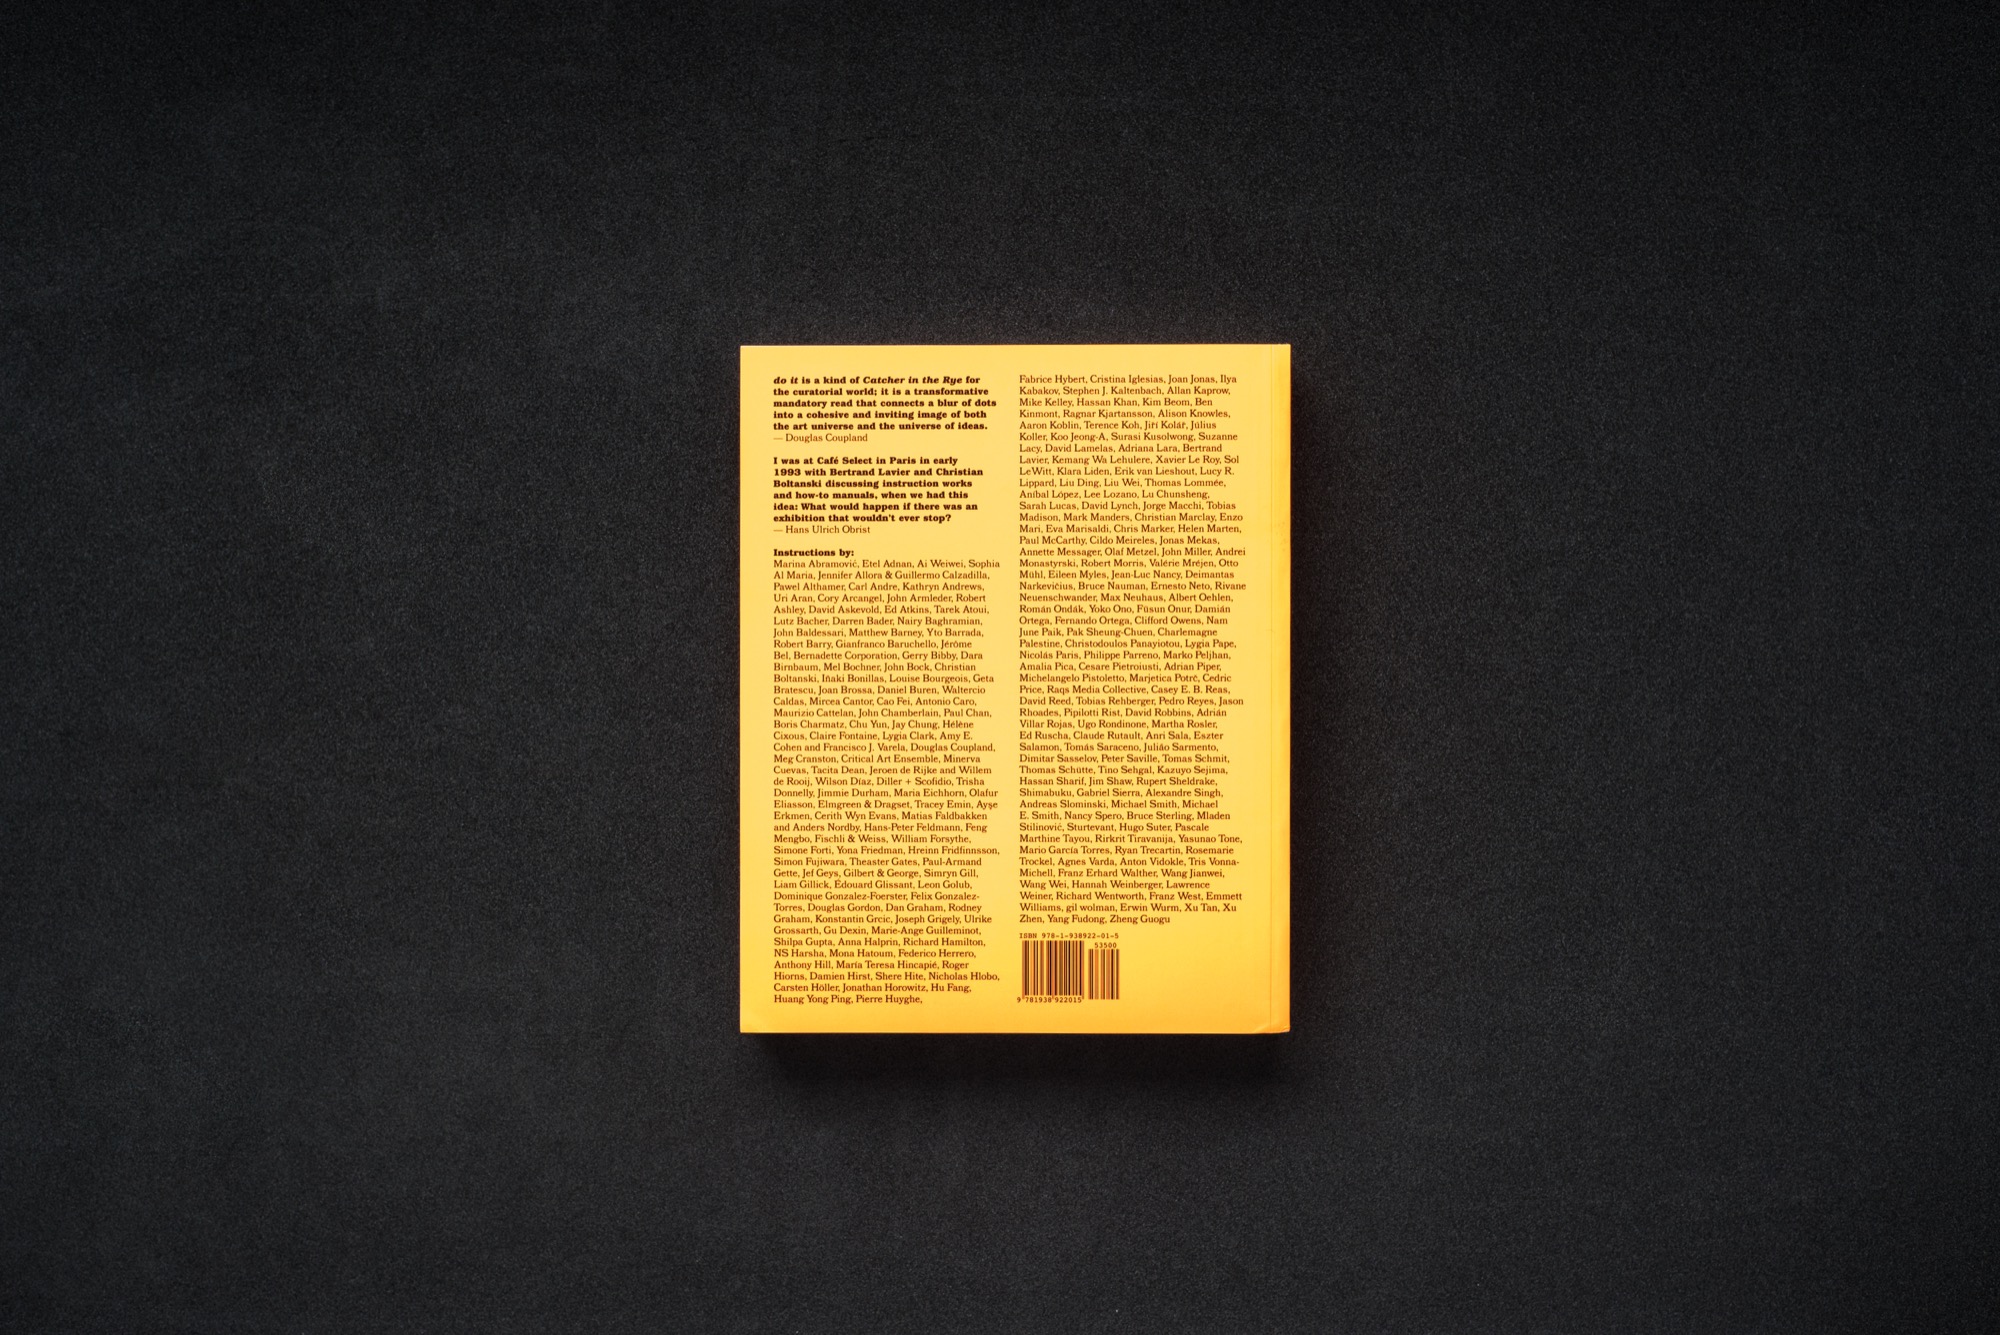 do it is a kind of Catcher in the Rye for
the curatorial world; it is a transformative
mandatory read that connects a blur of dots
into a cohesive and inviting image of both
the art universe and the universe of ideas.
— Douglas Coupland
I was at Café Select in Paris in early
1993 with Bertrand Lavier and Christian
Boltanski discussing instruction works
and how-to manuals, when we had this
idea: What would happen if there was an
exhibition that wouldn't ever stop?
— Hans Ulrich Obrist
Instructions by:
Marina Abramović, Etel Adnan, Ai Weiwei, Sophia
Al Maria, Jennifer Allora & Guillermo Calzadilla,
Pawel Althamer, Carl Andre, Kathryn Andrews,
Uri Aran, Cory Arcangel, John Armleder, Robert
Ashley, David Askevold, Ed Atkins, Tarek Atoui,
Lutz Bacher, Darren Bader, Nairy Baghramian,
John Baldessari, Matthew Barney, Yto Barrada,
Robert Barry, Gianfranco Baruchello, Jérôme
Bel, Bernadette Corporation, Gerry Bibby, Dara
Birnbaum, Mel Bochner, John Bock, Christian
Boltanski, Iñaki Bonillas, Louise Bourgeois, Geta
Bratescu, Joan Brossa, Daniel Buren, Waltercio
Caldas, Mircea Cantor, Cao Fei, Antonio Caro,
Maurizio Cattelan, John Chamberlain, Paul Chan,
Boris Charmatz, Chu Yun, Jay Chung, Hélène
Cixous, Claire Fontaine, Lygia Clark, Amy E.
Cohen and Francisco J. Varela, Douglas Coupland,
Meg Cranston, Critical Art Ensemble, Minerva
Cuevas, Tacita Dean, Jeroen de Rijke and Willem
de Rooij, Wilson Díaz, Diller + Scofidio, Trisha
Donnelly, Jimmie Durham, Maria Eichhorn, Olafur
Eliasson, Elmgreen & Dragset, Tracey Emin, Ayşe
Erkmen, Cerith Wyn Evans, Matias Faldbakken
and Anders Nordby, Hans-Peter Feldmann, Feng
Mengbo, Fischli & Weiss, William Forsythe,
Simone Forti, Yona Friedman, Hreinn Fridfinnsson,
Simon Fujiwara, Theaster Gates, Paul-Armand
Gette, Jef Geys, Gilbert & George, Simryn Gill,
Liam Gillick, Édouard Glissant, Leon Golub,
Dominique Gonzalez-Foerster, Felix Gonzalez-
Torres, Douglas Gordon, Dan Graham, Rodney
Graham, Konstantin Grcic, Joseph Grigely, Ulrike
Grossarth, Gu Dexin, Marie-Ange Guilleminot,
Shilpa Gupta, Anna Halprin, Richard Hamilton,
NS Harsha, Mona Hatoum, Federico Herrero,
Anthony Hill, María Teresa Hincapié, Roger
Hiorns, Damien Hirst, Shere Hite, Nicholas Hlobo,
Carsten Höller, Jonathan Horowitz, Hu Fang,
Huang Yong Ping, Pierre Huyghe,
Fabrice Hybert, Cristina Iglesias, Joan Jonas, Ilya
Kabakov, Stephen J. Kaltenbach, Allan Kaprow,
Mike Kelley, Hassan Khan, Kim Beom, Ben
Kinmont, Ragnar Kjartansson, Alison Knowles,
Aaron Koblin, Terence Koh, Jiří Kolář, Július
Koller, Koo Jeong-A, Surasi Kusolwong, Suzanne
Lacy, David Lamelas, Adriana Lara, Bertrand
Lavier, Kemang Wa Lehulere, Xavier Le Roy, Sol
LeWitt, Klara Liden, Erik van Lieshout, Lucy R.
Lippard, Liu Ding, Liu Wei, Thomas Lommée,
Aníbal López, Lee Lozano, Lu Chunsheng,
Sarah Lucas, David Lynch, Jorge Macchi, Tobias
Madison, Mark Manders, Christian Marclay, Enzo
Mari, Eva Marisaldi, Chris Marker, Helen Marten,
Paul McCarthy, Cildo Meireles, Jonas Mekas,
Annette Messager, Olaf Metzel, John Miller, Andrei
Monastyrski, Robert Morris, Valérie Mréjen, Otto
Mühl, Eileen Myles, Jean-Luc Nancy, Deimantas
Narkevičius, Bruce Nauman, Ernesto Neto, Rivane
Neuenschwander, Max Neuhaus, Albert Oehlen,
Román Ondák, Yoko Ono, Füsun Onur, Damián
Ortega, Fernando Ortega, Clifford Owens, Nam
June Paik, Pak Sheung-Chuen, Charlemagne
Palestine, Christodoulos Panayiotou, Lygia Pape,
Nicolás Paris, Philippe Parreno, Marko Peljhan,
Amalia Pica, Cesare Pietroiusti, Adrian Piper,
Michelangelo Pistoletto, Marjetica Potrč, Cedric
Price, Raqs Media Collective, Casey E. B. Reas,
David Reed, Tobias Rehberger, Pedro Reyes, Jason
Rhoades, Pipilotti Rist, David Robbins, Adrián
Villar Rojas, Ugo Rondinone, Martha Rosler,
Ed Ruscha, Claude Rutault, Anri Sala, Eszter
Salamon, Tomás Saraceno, Julião Sarmento,
Dimitar Sasselov, Peter Saville, Tomas Schmit,
Thomas Schütte, Tino Sehgal, Kazuyo Sejima,
Hassan Sharif, Jim Shaw, Rupert Sheldrake,
Shimabuku, Gabriel Sierra, Alexandre Singh,
Andreas Slominski, Michael Smith, Michael
E. Smith, Nancy Spero, Bruce Sterling, Mladen
Stilinović, Sturtevant, Hugo Suter, Pascale
Marthine Tayou, Rirkrit Tiravanija, Yasunao Tone,
Mario García Torres, Ryan Trecartin, Rosemarie
Trockel, Agnes Varda, Anton Vidokle, Tris Vonna-
Michell, Franz Erhard Walther, Wang Jianwei,
Wang Wei, Hannah Weinberger, Lawrence
Weiner, Richard Wentworth, Franz West, Emmett
Williams, gil wolman, Erwin Wurm, Xu Tan, Xu
Zhen, Yang Fudong, Zheng Guogu
ISBN 978-1-938922-01-5
53500
9 781938 922015